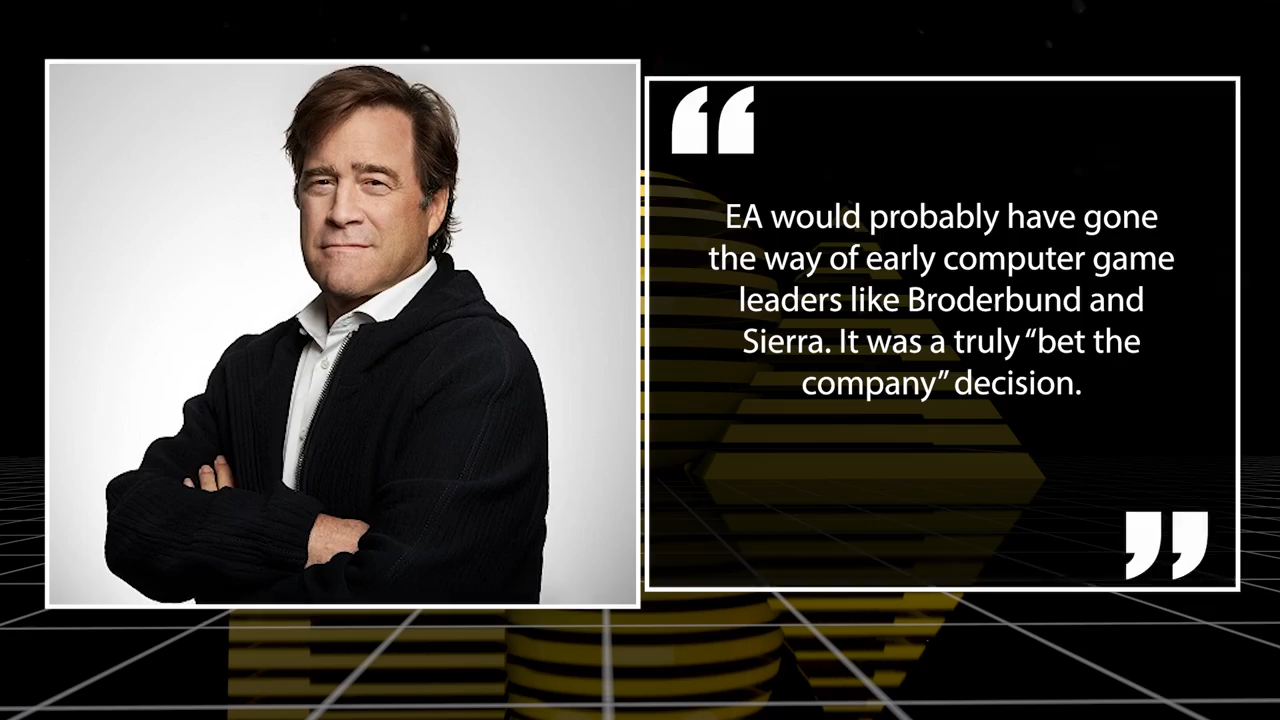 “
EA would probably have gone
the way of early computer game
leaders like Broderbund and
Sierra. It was a truly “bet the
company” decision.
”